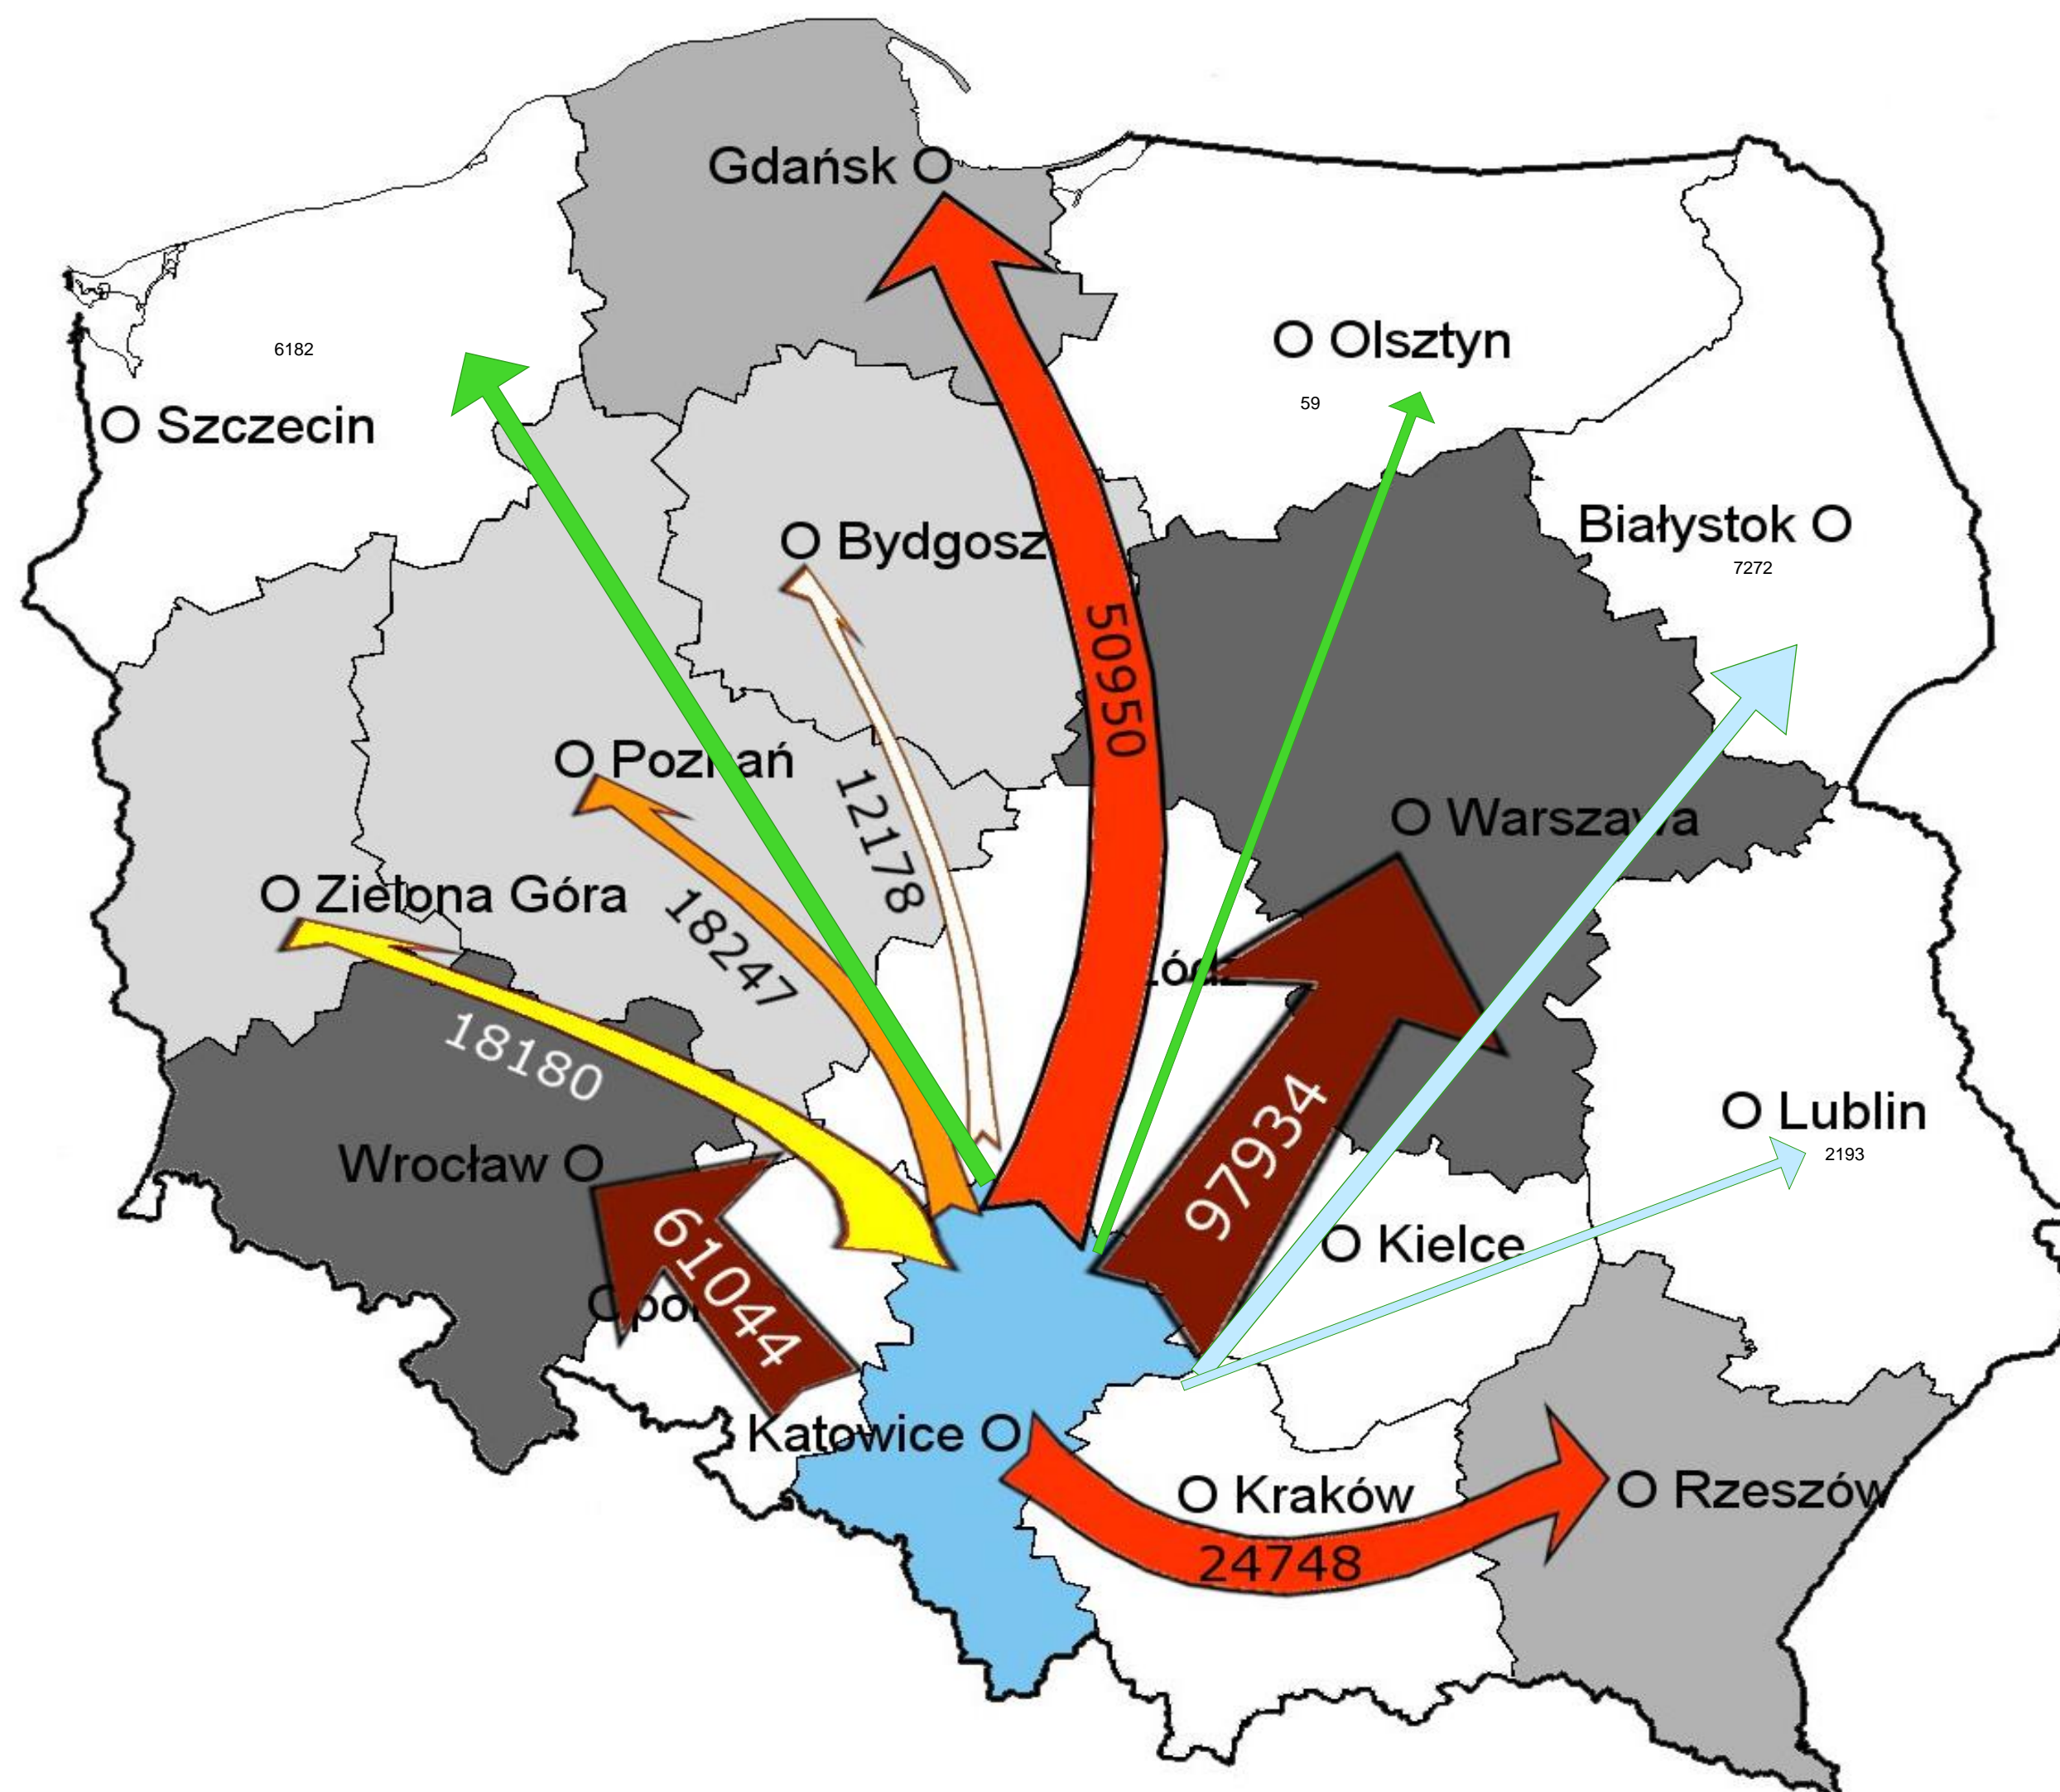 Gdańsk
Olsztyn
6182
59
Szczecin
Białystok
Bydgosz
7272
50950
Poznań
12178
Warszawa
Zielona Góra
18247
ódź
18180
97934
Lublin
2193
Wrocław
61044
Kielce
Katowice
Kraków
Rzeszów
24748